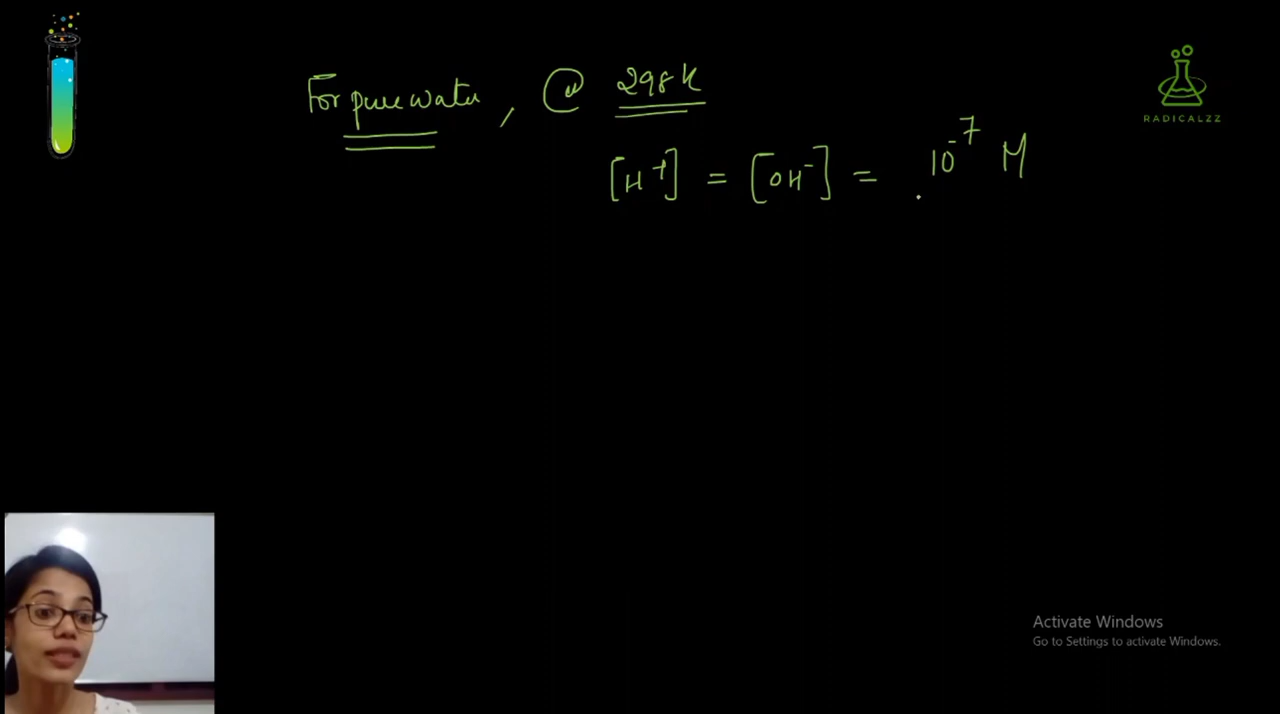 For pure water, @ 298K
[H⁺] = [OH⁻] = 10⁻⁷ M
RADICALZZ
Activate Windows
Go to Settings to activate Windows.